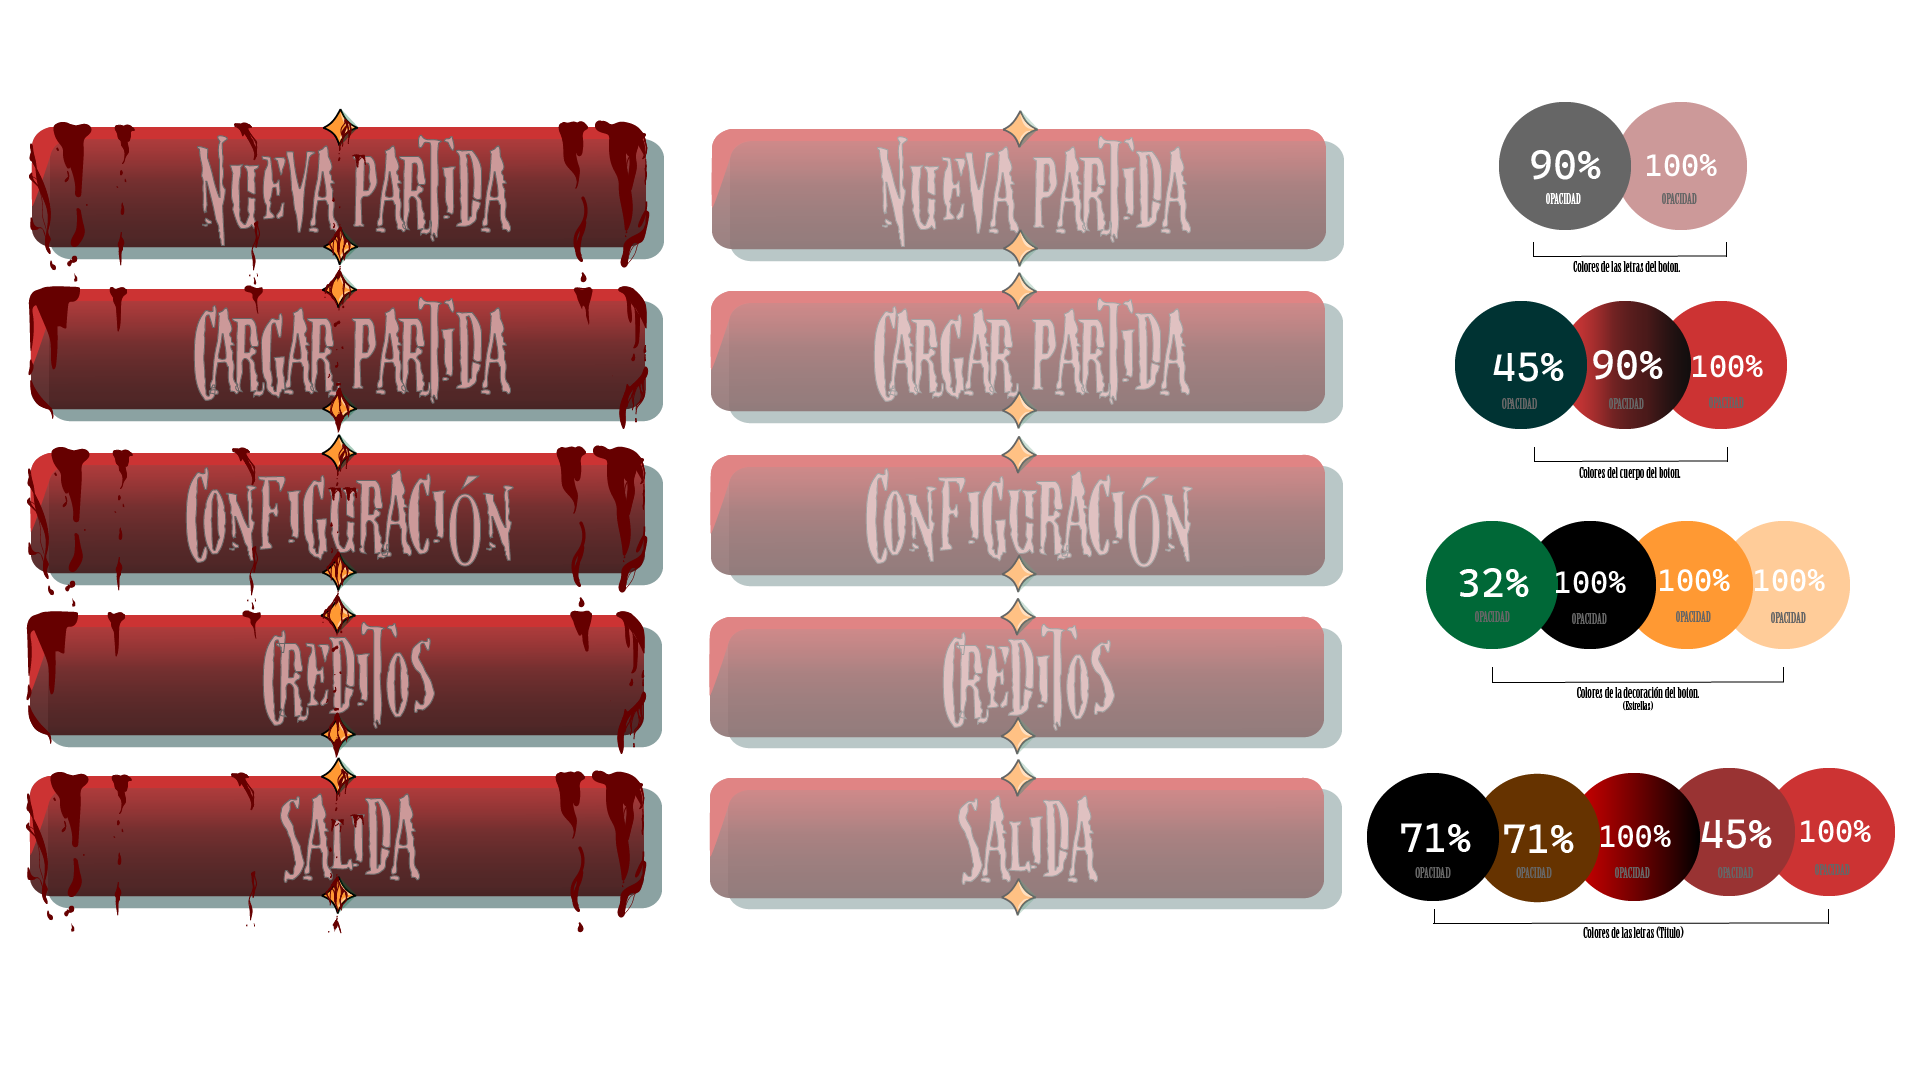 NUEVA PARTIDA
CARGAR PARTIDA
CONFIGURACIÓN
CREDITOS
SALIDA
NUEVA PARTIDA
CARGAR PARTIDA
CONFIGURACIÓN
CREDITOS
SALIDA
90% 100%
OPACIDAD OPACIDAD
Colores de las letras del boton.
45% 90% 100%
OPACIDAD OPACIDAD OPACIDAD
Colores del cuerpo del boton.
32% 100% 100% 100%
OPACIDAD OPACIDAD OPACIDAD OPACIDAD
Colores de la decoración del boton.
(Estrellas)
71% 71% 100% 45% 100%
OPACIDAD OPACIDAD OPACIDAD OPACIDAD OPACIDAD
Colores de las letras (Titulo)